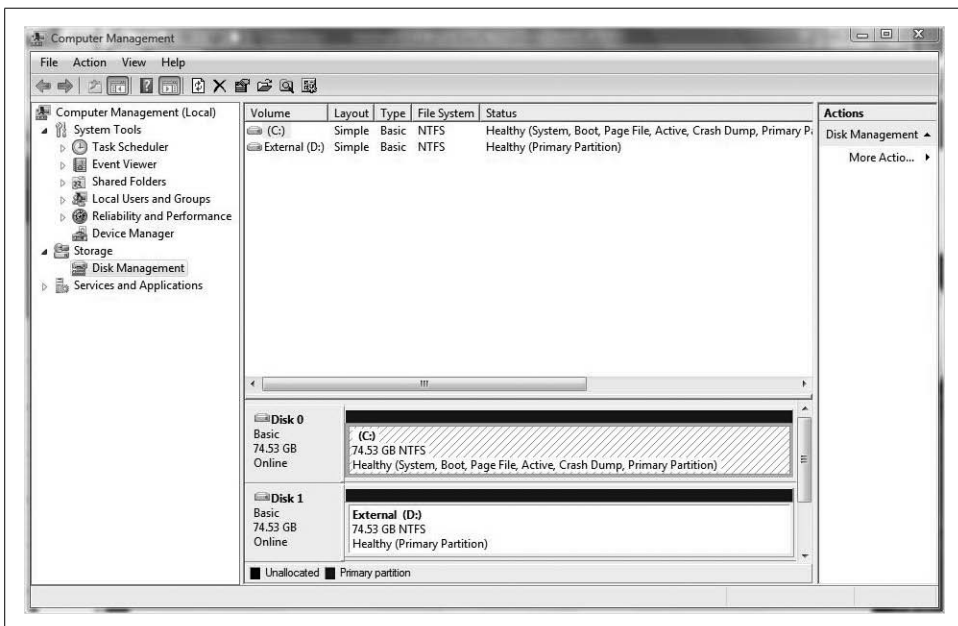 Computer Management
File Action View Help
Computer Management (Local)
System Tools
Task Scheduler
Event Viewer
Shared Folders
Local Users and Groups
Reliability and Performance
Device Manager
Storage
Disk Management
Services and Applications
Volume Layout Type File System Status
(C:) Simple Basic NTFS Healthy (System, Boot, Page File, Active, Crash Dump, Primary Pa
External (D:) Simple Basic NTFS Healthy (Primary Partition)
Disk 0
Basic
74.53 GB
Online
(C:)
74.53 GB NTFS
Healthy (System, Boot, Page File, Active, Crash Dump, Primary Partition)
Disk 1
Basic
74.53 GB
Online
External (D:)
74.53 GB NTFS
Healthy (Primary Partition)
Unallocated Primary partition
Actions
Disk Management
More Actio...